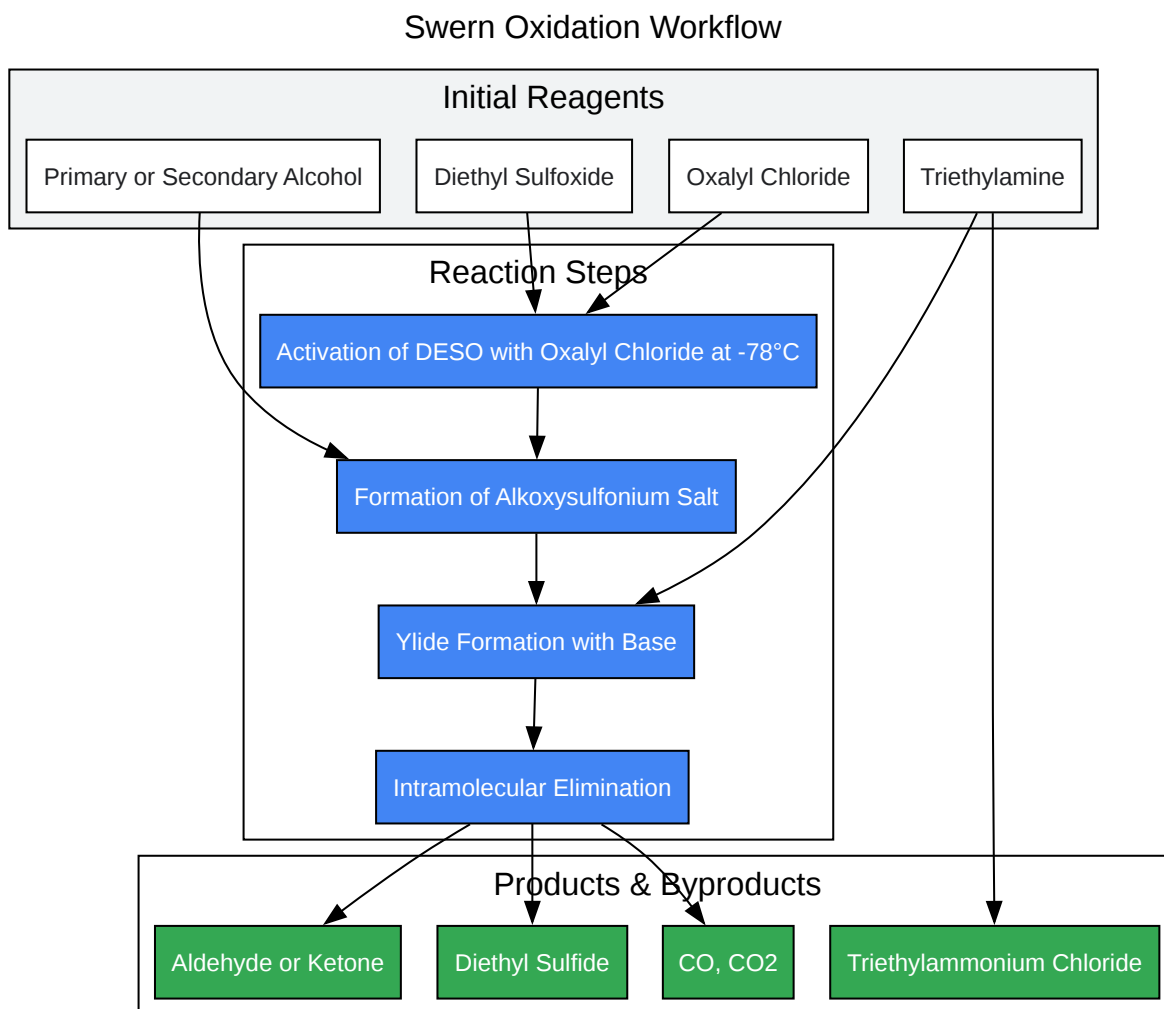 Swern Oxidation Workflow
Initial Reagents
Primary or Secondary Alcohol
Diethyl Sulfoxide
Oxalyl Chloride
Triethylamine
Reaction Steps
Activation of DESO with Oxalyl Chloride at -78°C
Formation of Alkoxysulfonium Salt
Ylide Formation with Base
Intramolecular Elimination
Products & Byproducts
Aldehyde or Ketone
Diethyl Sulfide
CO, CO2
Triethylammonium Chloride